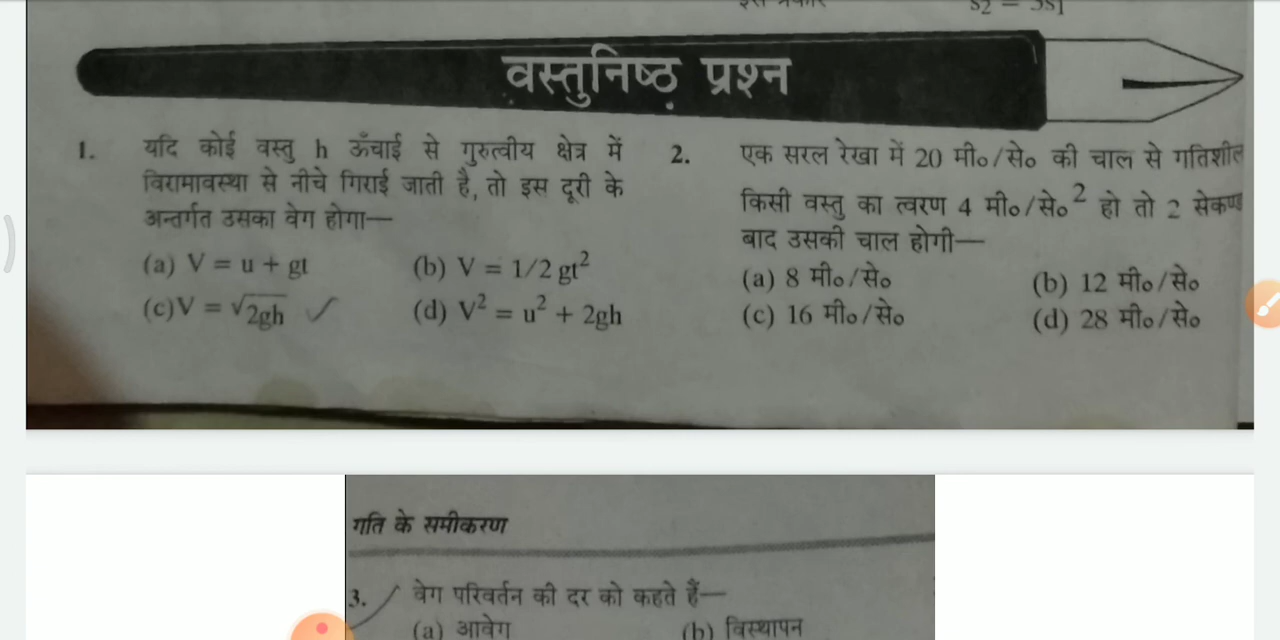 s2 = 3s1
वस्तुनिष्ठ प्रश्न
1. यदि कोई वस्तु h ऊँचाई से गुरुत्वीय क्षेत्र में
विरामावस्था से नीचे गिराई जाती है, तो इस दूरी के
अन्तर्गत उसका वेग होगा—
(a) V = u + gt (b) V = 1/2 gt²
(c) V = √2gh ✓ (d) V² = u² + 2gh
2. एक सरल रेखा में 20 मी०/से० की चाल से गतिशील
किसी वस्तु का त्वरण 4 मी०/से०² हो तो 2 सेकण्ड
बाद उसकी चाल होगी—
(a) 8 मी०/से० (b) 12 मी०/से०
(c) 16 मी०/से० (d) 28 मी०/से०
गति के समीकरण
3. वेग परिवर्तन की दर को कहते हैं—
(a) आवेग (b) विस्थापन